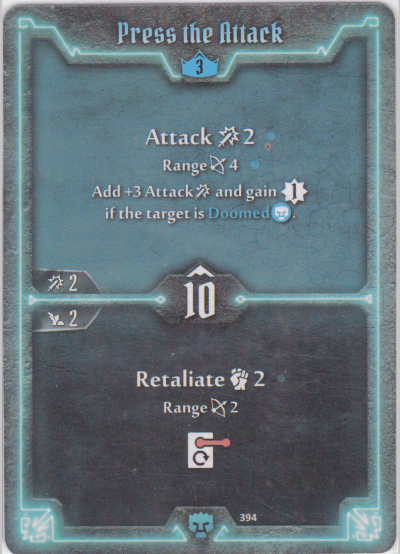 Press the Attack
3
Attack 2
Range 4
Add +3 Attack and gain 1
if the target is Doomed .
2
10
2
Retaliate 2
Range 2
394